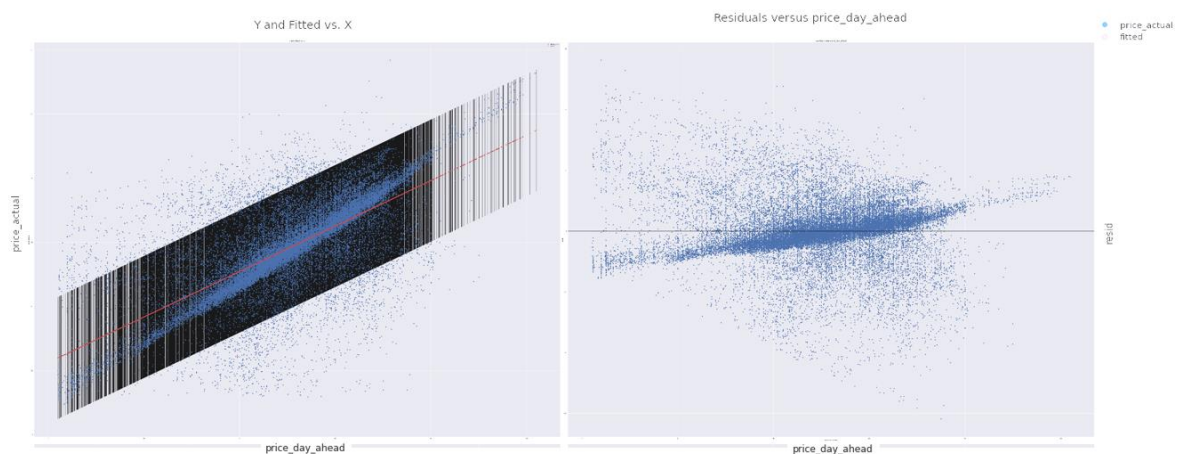 Y and Fitted vs. X
price_actual
price_day_ahead
Residuals versus price_day_ahead
resid
price_day_ahead
price_actual
fitted